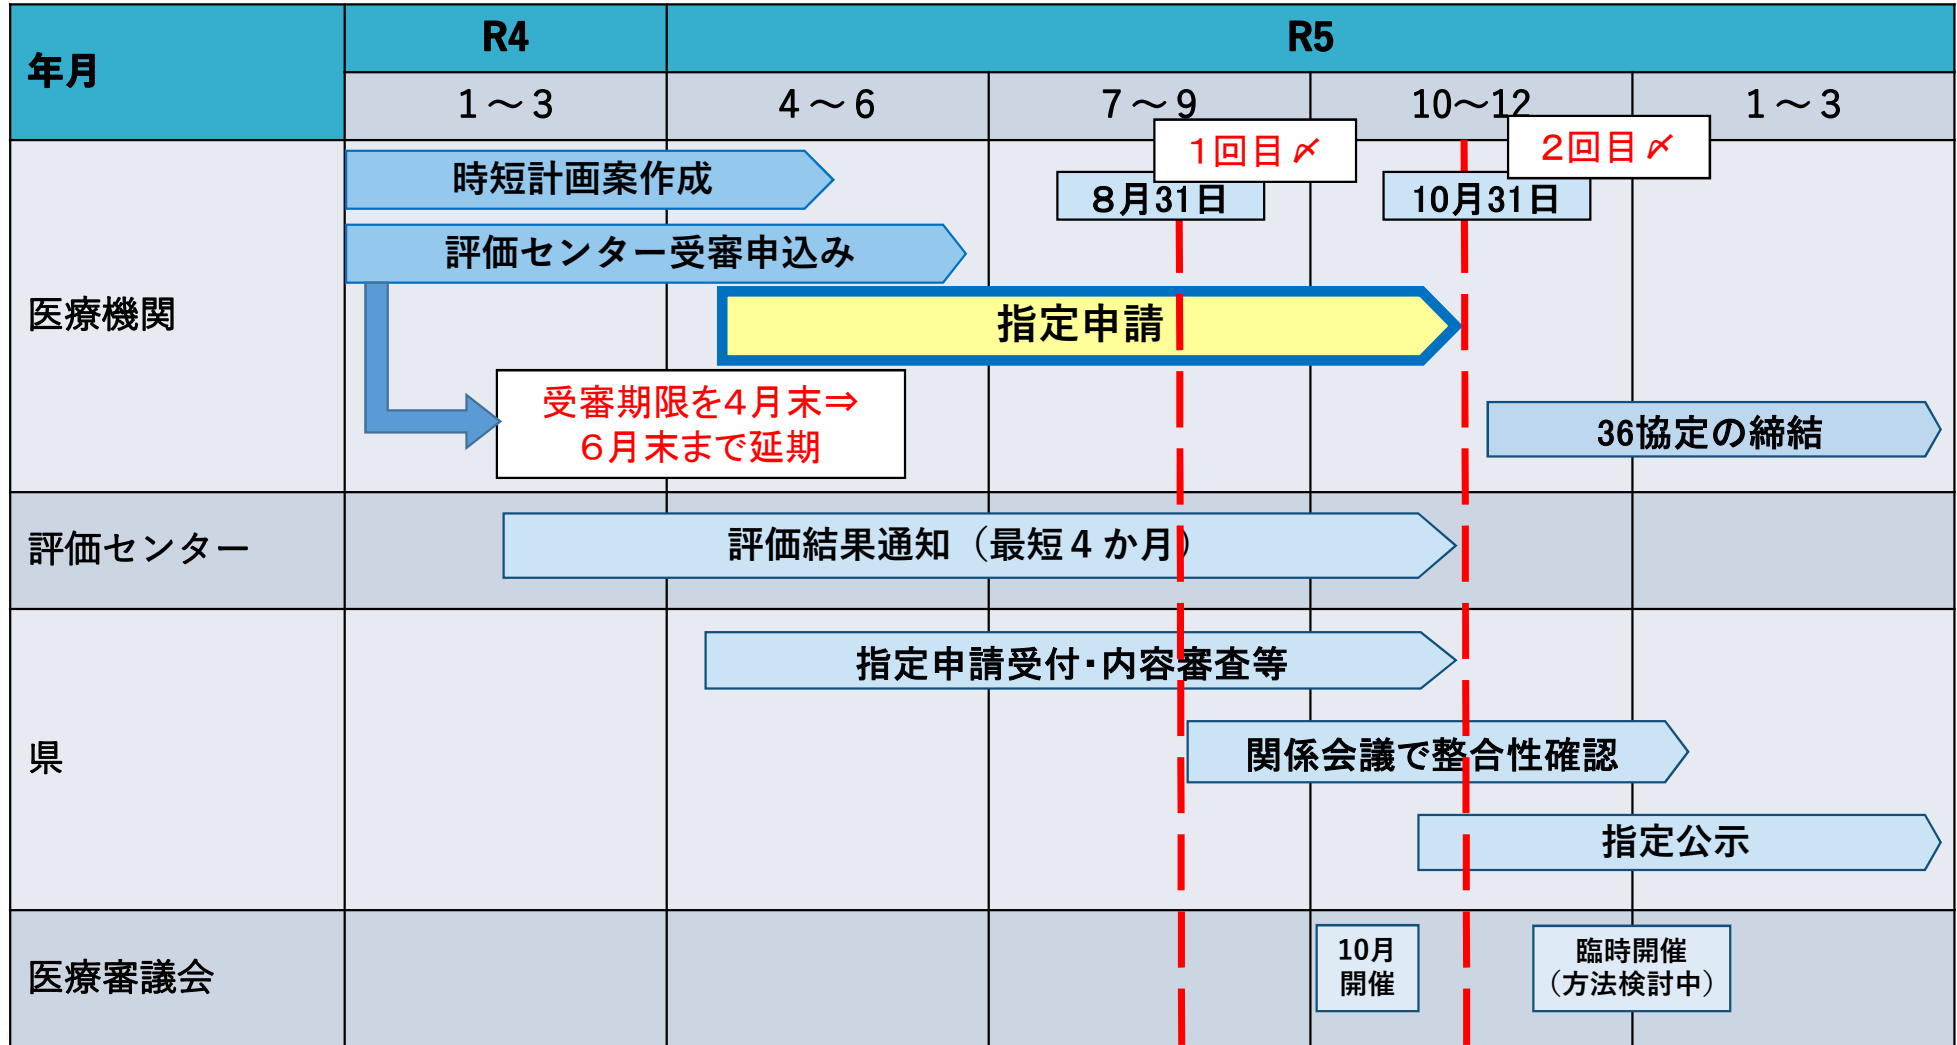 年月
R4
R5
1～3
4～6
7～9
10～12
1～3
1回目〆
2回目〆
8月31日
10月31日
医療機関
時短計画案作成
評価センター受審申込み
指定申請
受審期限を4月末⇒
6月末まで延期
36協定の締結
評価センター
評価結果通知（最短4か月）
県
指定申請受付・内容審査等
関係会議で整合性確認
指定公示
医療審議会
10月
開催
臨時開催
（方法検討中）